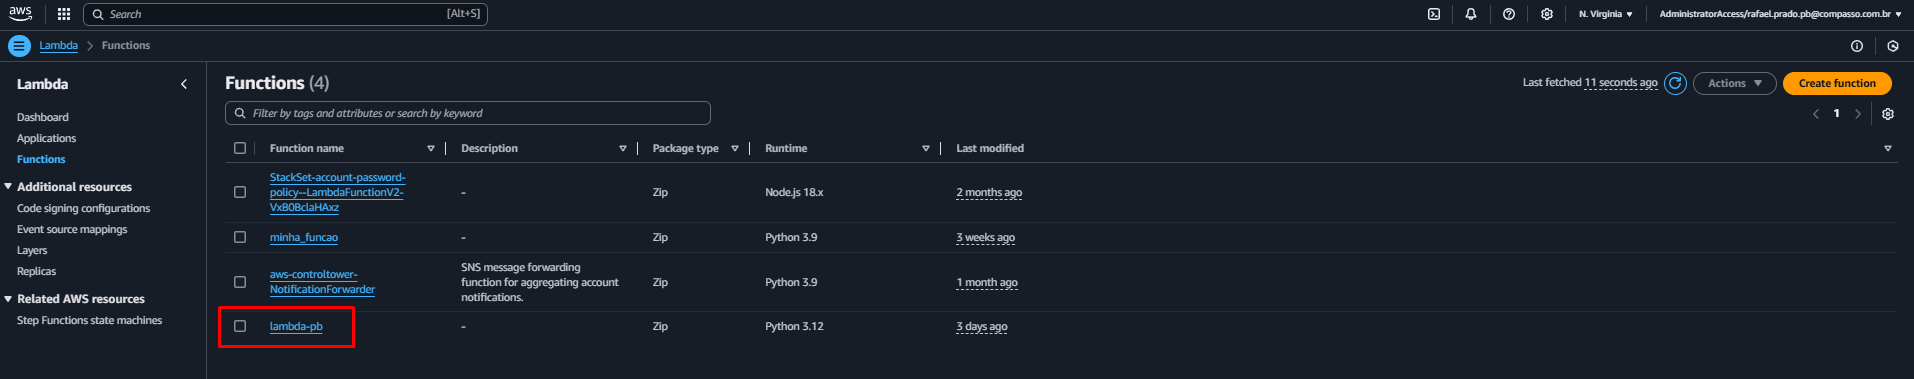 aws
Search [Alt+S]
N. Virginia
AdministratorAccess/rafael.prado.pb@compasso.com.br
Lambda > Functions
Lambda
Dashboard
Applications
Functions
Additional resources
Code signing configurations
Event source mappings
Layers
Replicas
Related AWS resources
Step Functions state machines
Functions (4)
Last fetched 11 seconds ago
Actions
Create function
Filter by tags and attributes or search by keyword
1
Function name Description Package type Runtime Last modified
StackSet-account-password-
policy--LambdaFunctionV2-
VxB0BclaHAxz
- Zip Node.js 18.x 2 months ago
minha_funcao - Zip Python 3.9 3 weeks ago
aws-controltower-
NotificationForwarder
SNS message forwarding
function for aggregating account
notifications.
Zip Python 3.9 1 month ago
lambda-pb - Zip Python 3.12 3 days ago